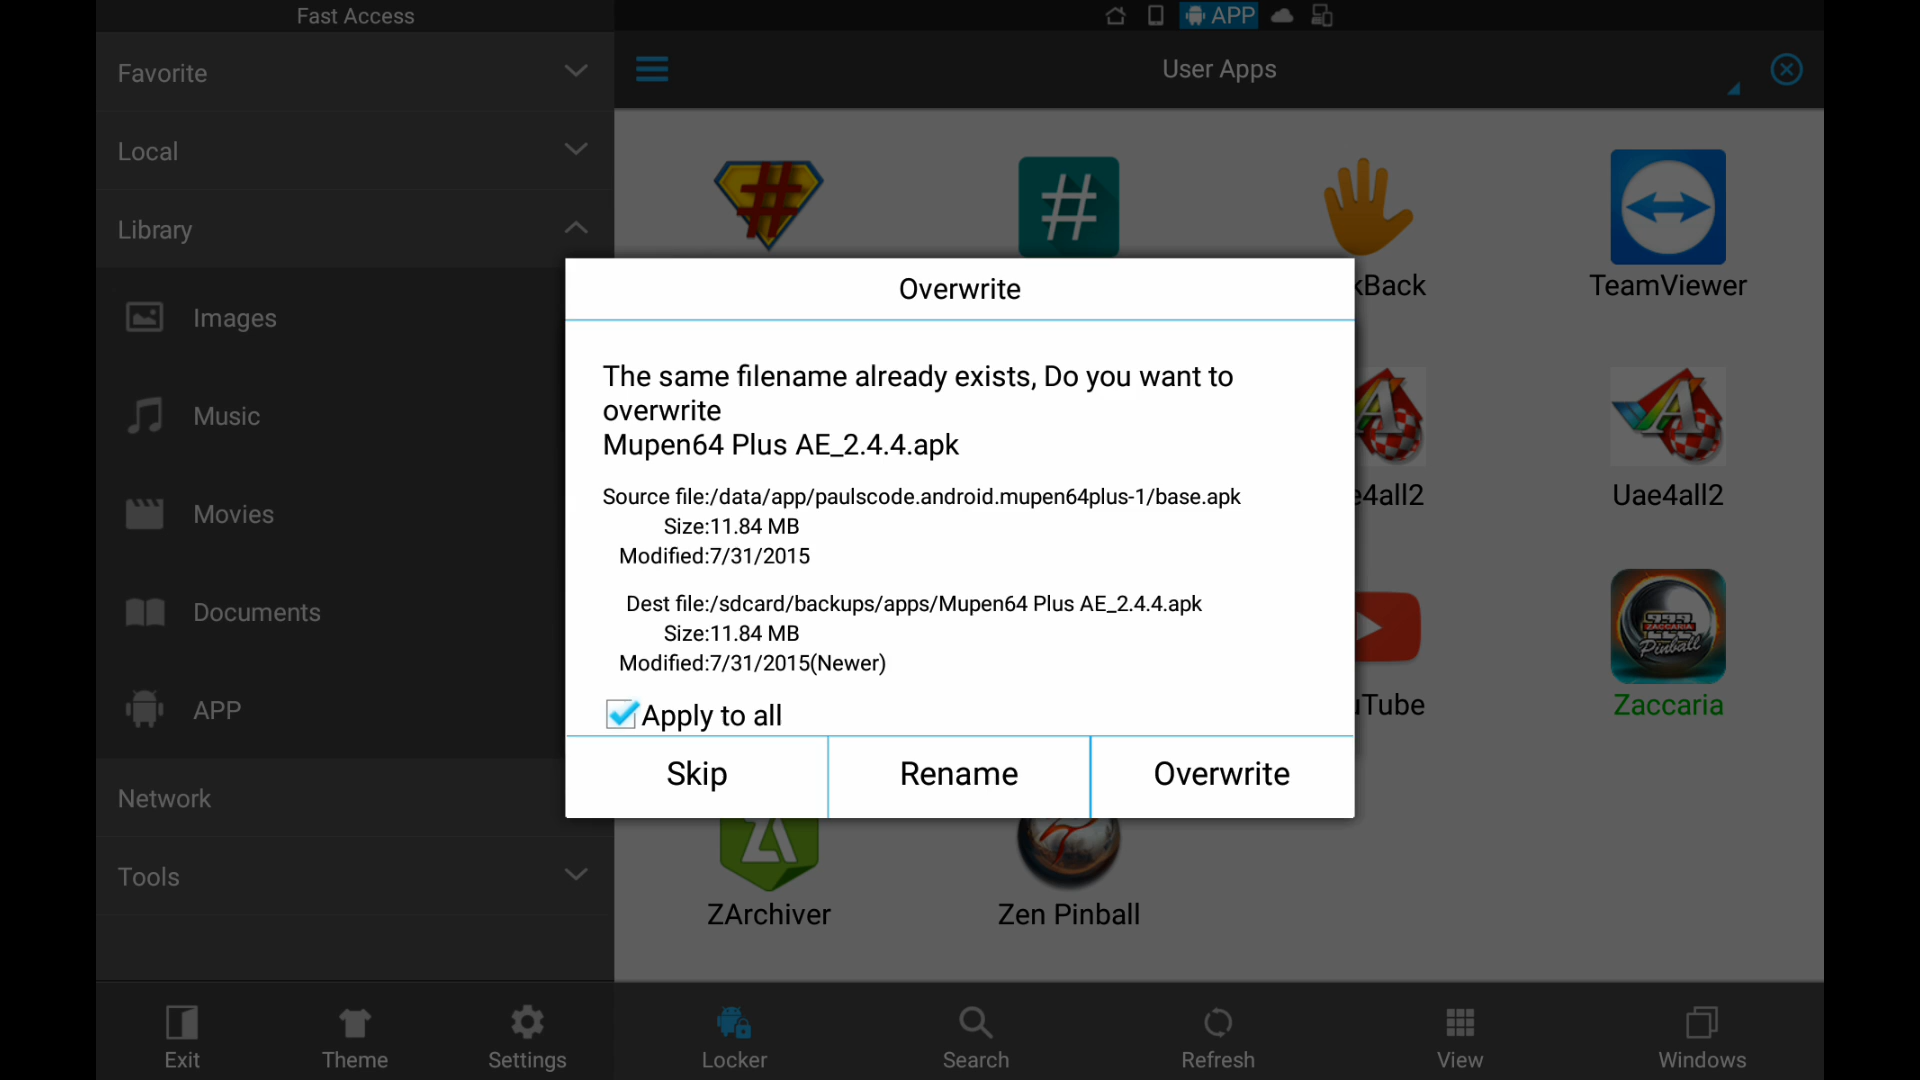 Fast Access
APP
Favorite
User Apps
Local
Library
kBack
TeamViewer
Images
Music
Movies
Documents
APP
Network
Tools
Overwrite
The same filename already exists, Do you want to
overwrite
Mupen64 Plus AE_2.4.4.apk
Source file:/data/app/paulscode.android.mupen64plus-1/base.apk
Size:11.84 MB
Modified:7/31/2015
Dest file:/sdcard/backups/apps/Mupen64 Plus AE_2.4.4.apk
Size:11.84 MB
Modified:7/31/2015(Newer)
Apply to all
Skip
Rename
Overwrite
e4all2
Uae4all2
ZACCARIA
Pinball
uTube
Zaccaria
ZA
ZArchiver
Zen Pinball
Exit
Theme
Settings
Locker
Search
Refresh
View
Windows